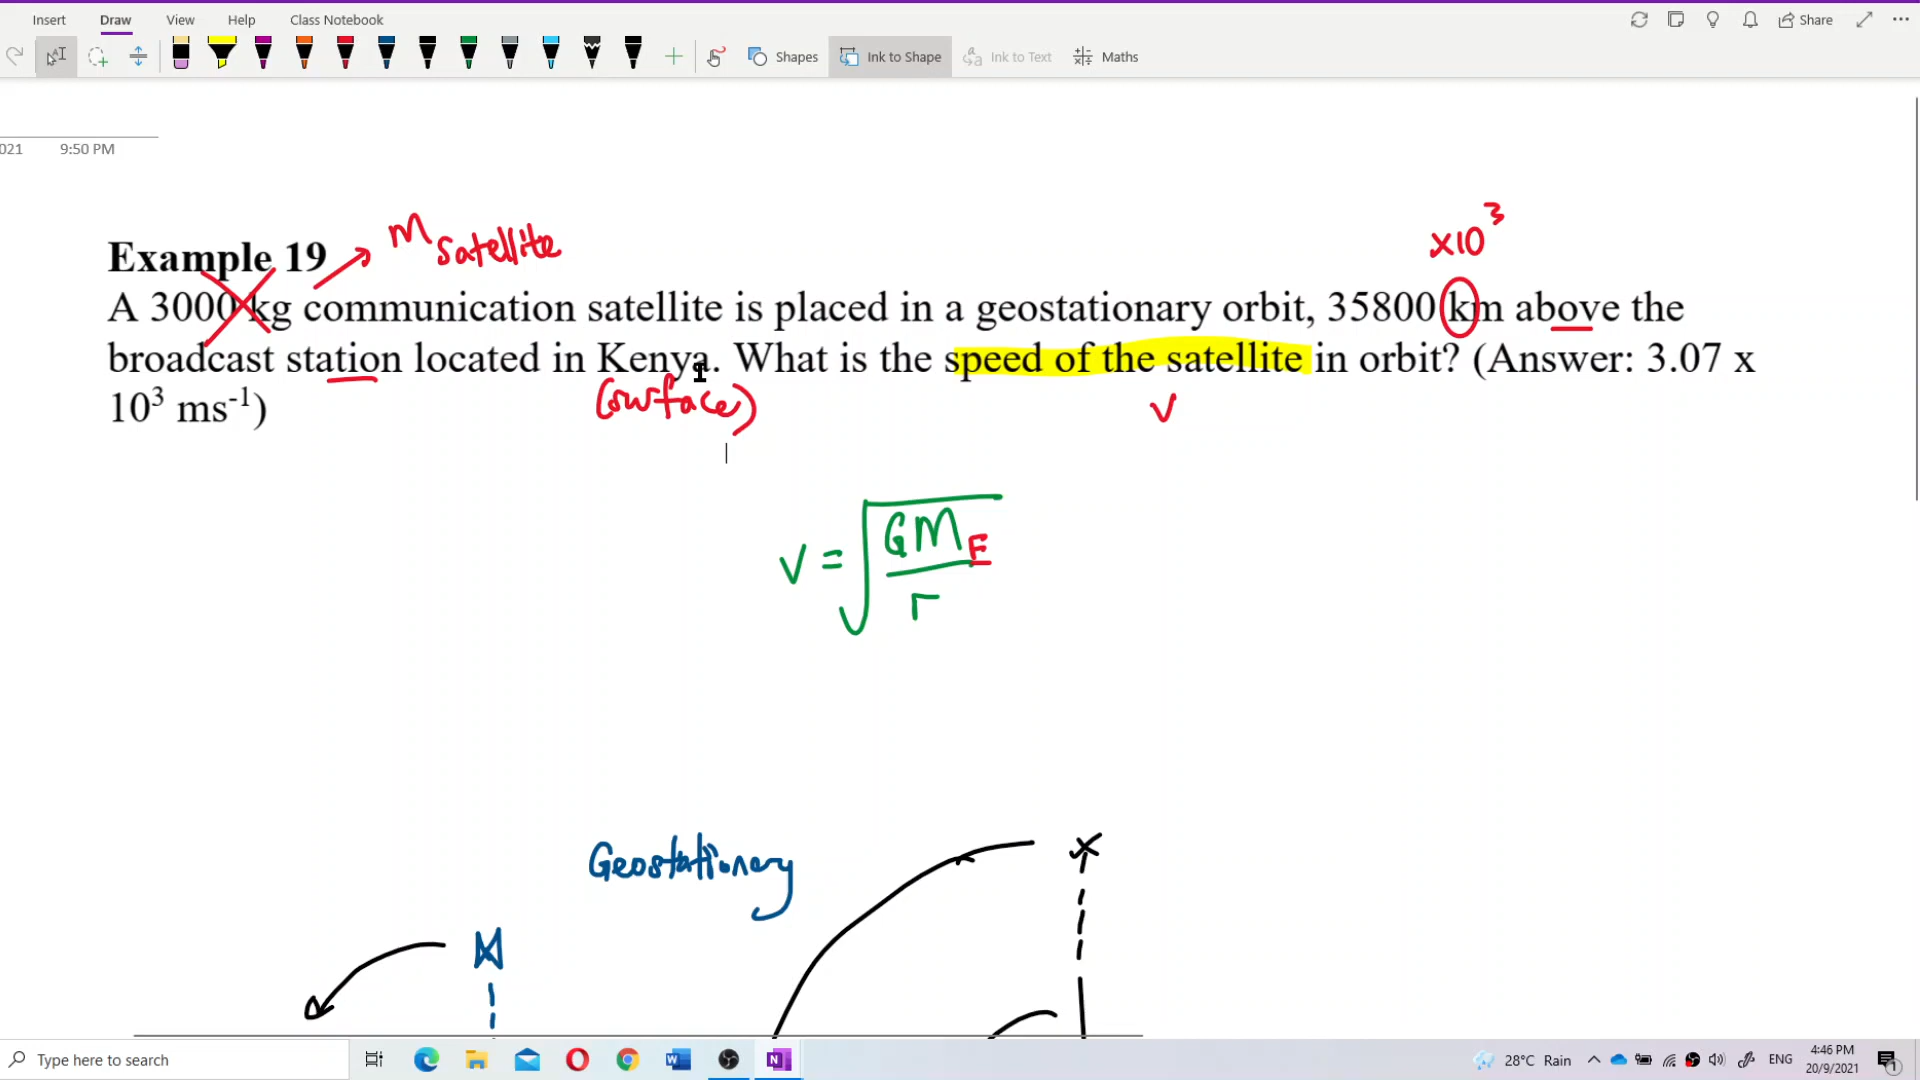 Insert Draw View Help Class Notebook Share
Shapes Ink to Shape Ink to Text Maths
021 9:50 PM
×10³
m satellite
Example 19
A 3000 kg communication satellite is placed in a geostationary orbit, 35800 km above the
broadcast station located in Kenya. What is the speed of the satellite in orbit? (Answer: 3.07 x
10³ ms⁻¹)
(surface)
v
v = √(GM_E / r)
Geostationary
Type here to search
28°C Rain
ENG
4:46 PM
20/9/2021
1